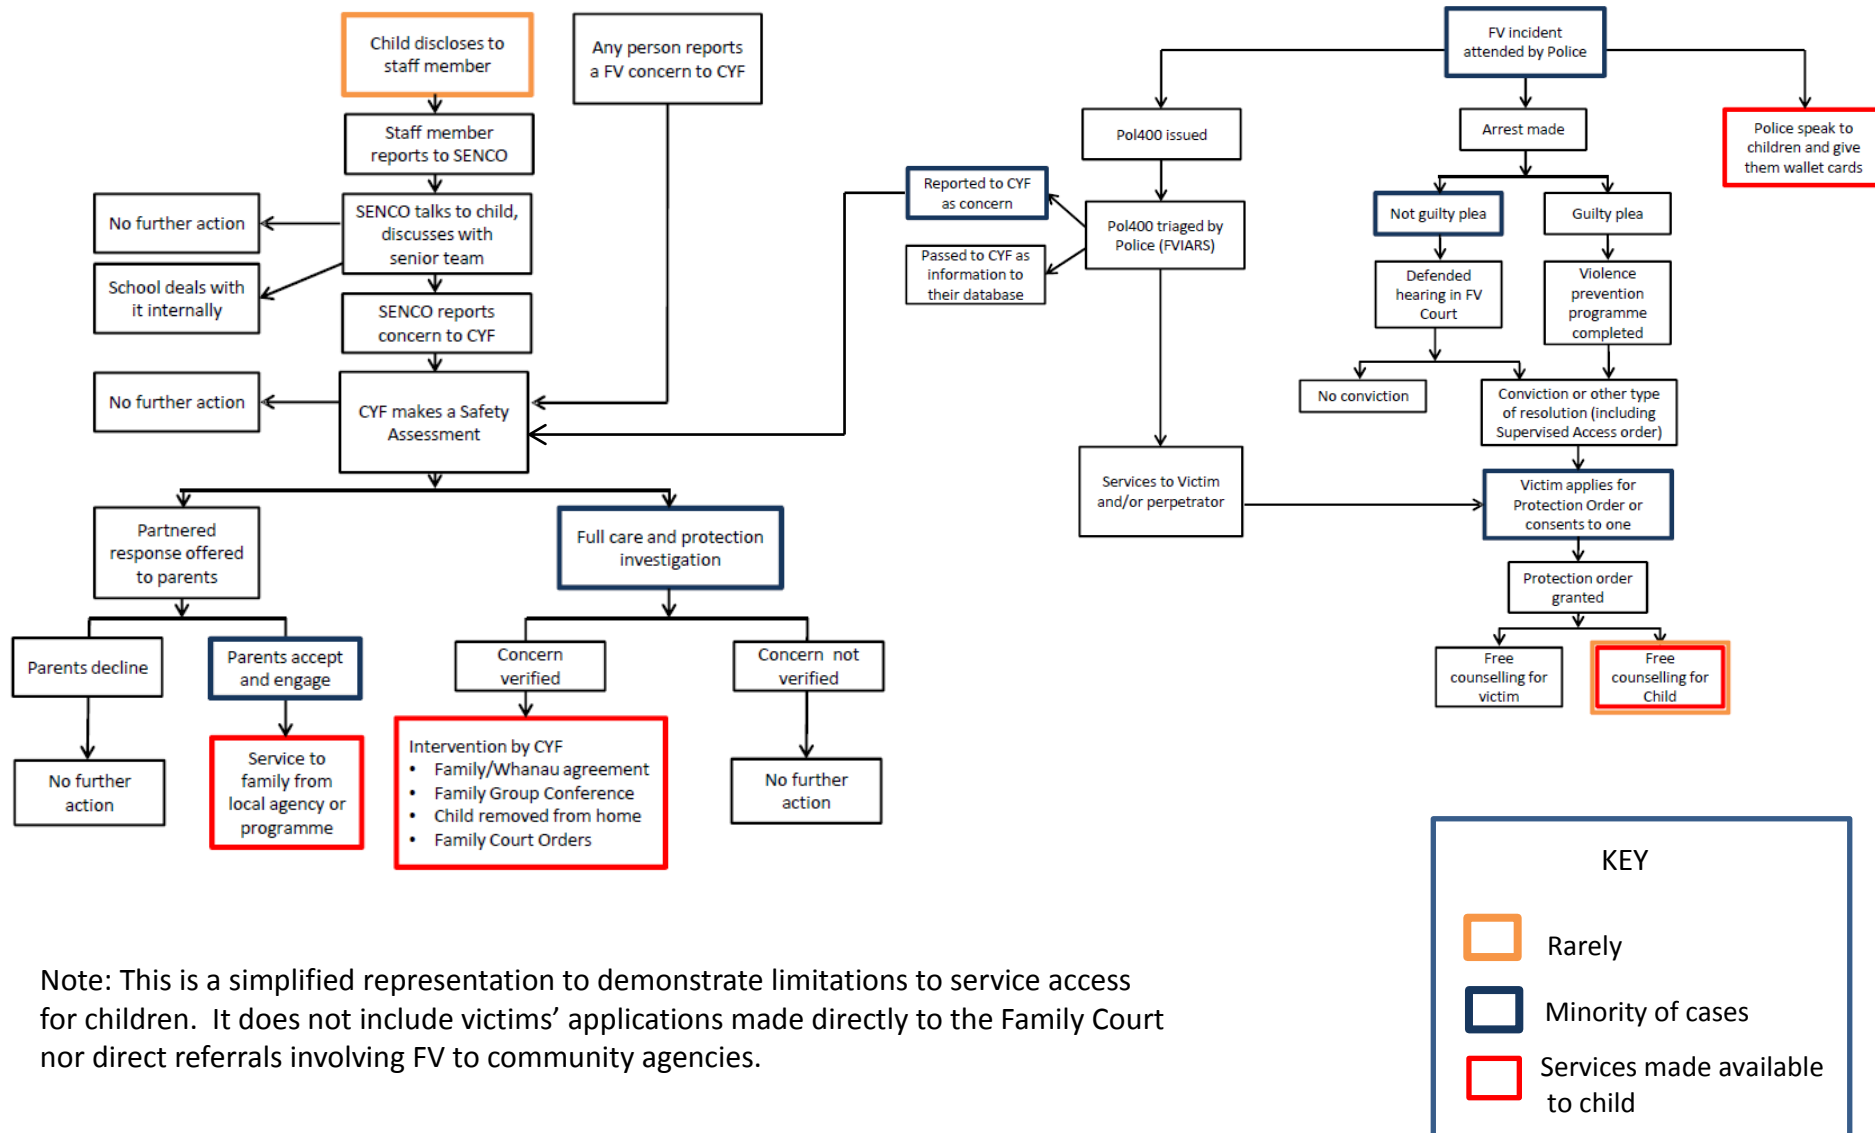 Child discloses to
staff member
Any person reports
a FV concern to CYF
Staff member
reports to SENCO
No further action
SENCO talks to child,
discusses with
senior team
School deals with
it internally
SENCO reports
concern to CYF
No further action
CYF makes a Safety
Assessment
Partnered
response offered
to parents
Full care and protection
investigation
Parents decline
Parents accept
and engage
Concern
verified
Concern not
verified
No further
action
Service to
family from
local agency or
programme
Intervention by CYF
• Family/Whanau agreement
• Family Group Conference
• Child removed from home
• Family Court Orders
No further
action
FV incident
attended by Police
Pol400 issued
Arrest made
Police speak to
children and give
them wallet cards
Reported to CYF
as concern
Pol400 triaged by
Police (FVIARS)
Passed to CYF as
information to
their database
Not guilty plea
Guilty plea
Defended
hearing in FV
Court
Violence
prevention
programme
completed
No conviction
Conviction or other type
of resolution (including
Supervised Access order)
Services to Victim
and/or perpetrator
Victim applies for
Protection Order or
consents to one
Protection order
granted
Free
counselling for
victim
Free
counselling for
Child
KEY
Rarely
Minority of cases
Services made available
to child
Note: This is a simplified representation to demonstrate limitations to service access
for children. It does not include victims’ applications made directly to the Family Court
nor direct referrals involving FV to community agencies.